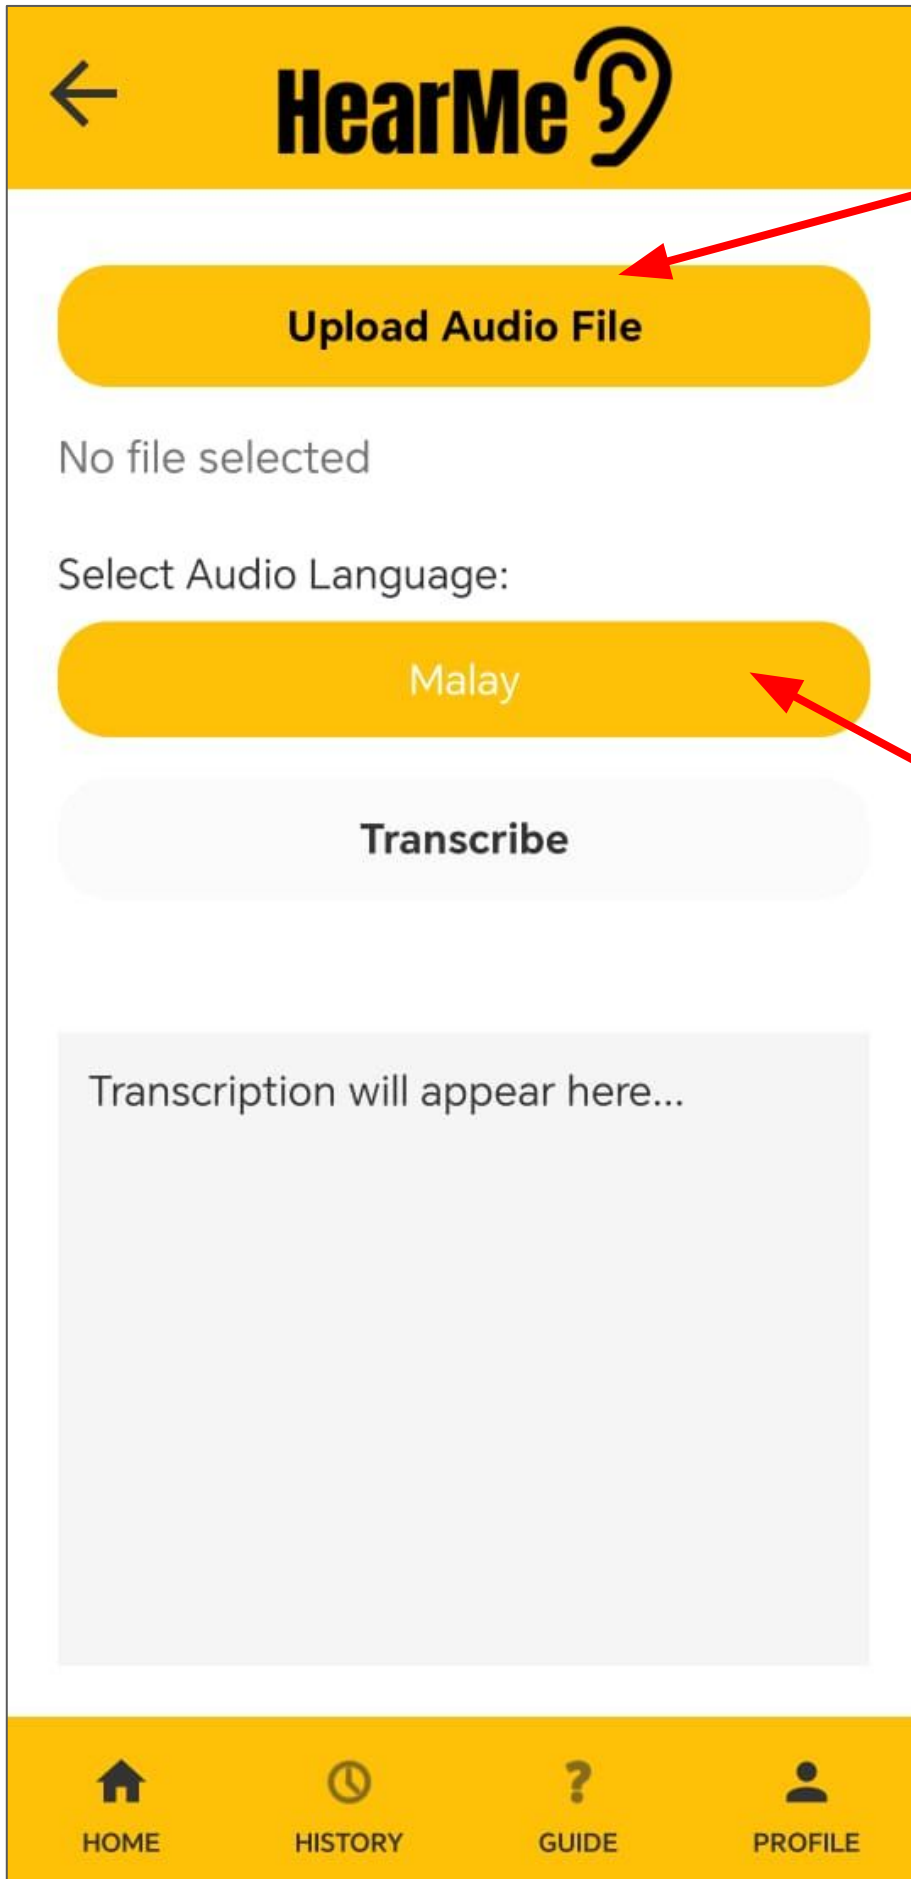 HearMe
Upload Audio File
No file selected
Select Audio Language:
Malay
Transcribe
Transcription will appear here...
HOME HISTORY GUIDE PROFILE